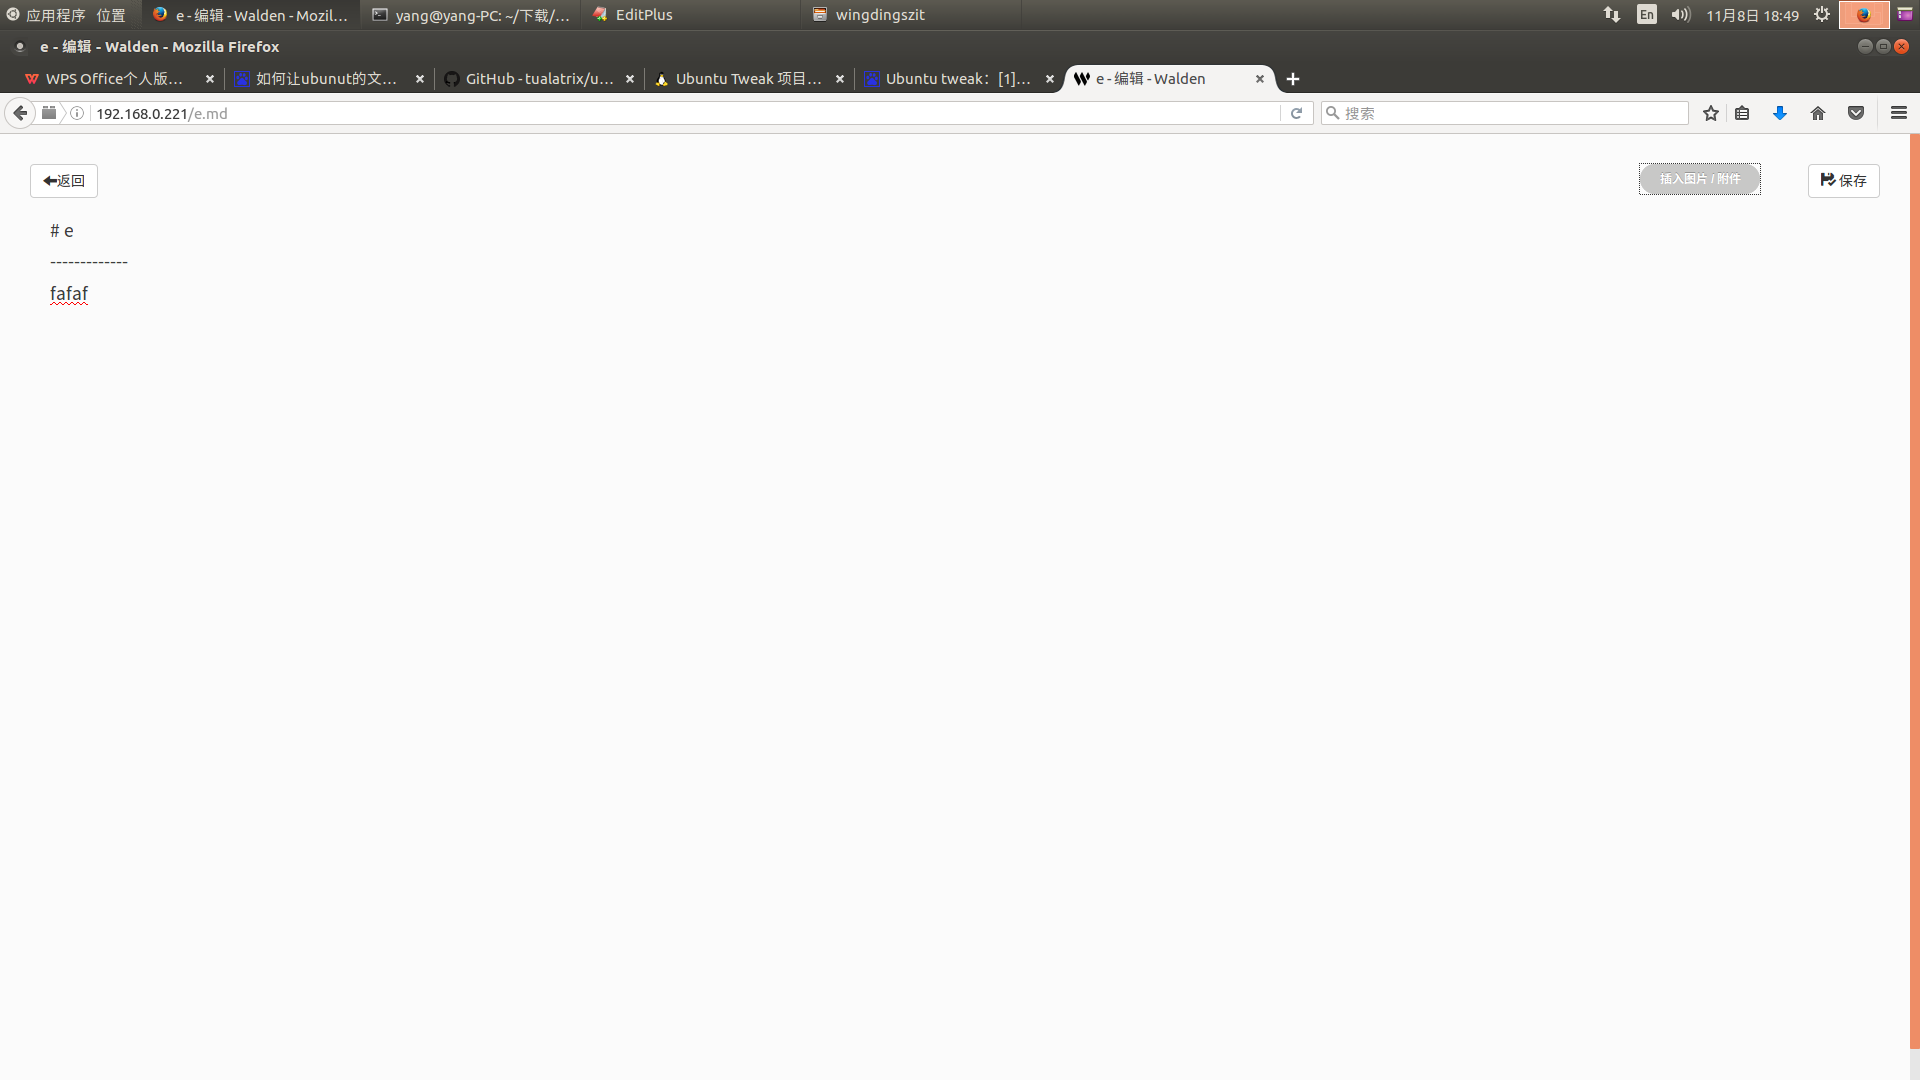 应用程序 位置 e - 编辑 - Walden - Mozil... yang@yang-PC: ~/下载/... EditPlus wingdingszit En 11月8日 18:49
e - 编辑 - Walden - Mozilla Firefox
WPS Office个人版... 如何让ubunut的文... GitHub - tualatrix/u... Ubuntu Tweak 项目... Ubuntu tweak：[1]... e - 编辑 - Walden
192.168.0.221/e.md 搜索
返回 插入图片 / 附件 保存
# e
-------------
fafaf